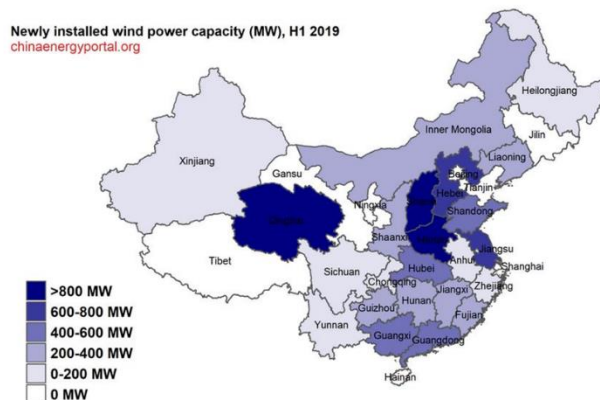 Newly installed wind power capacity (MW), H1 2019
chinaenergyportal.org
Heilongjiang
Jilin
Inner Mongolia
Liaoning
Xinjiang
Gansu
Beijing
Tianjin
Hebei
Ningxia
Shandong
Qinghai
Shaanxi
Jiangsu
Tibet
Anhui
Shanghai
Hubei
Sichuan
Chongqing
Zhejiang
Jiangxi
Hunan
Guizhou
Fujian
Yunnan
Guangxi
Guangdong
Hainan
>800 MW
600-800 MW
400-600 MW
200-400 MW
0-200 MW
0 MW